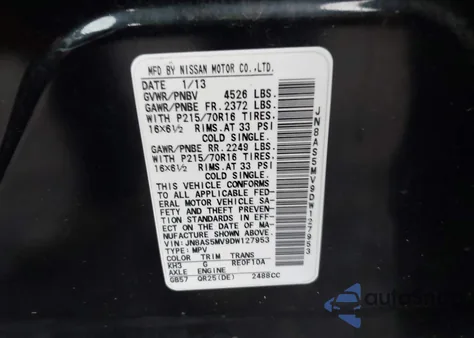 MFD BY NISSAN MOTOR CO.,LTD.
DATE 1/13
GVWR/PNBV 4526 LBS.
GAWR/PNBE FR. 2372 LBS.
WITH P215/70R16 TIRES.
16X6½ RIMS. AT 33 PSI
COLD SINGLE.
GAWR/PNBE RR. 2249 LBS.
WITH P215/70R16 TIRES.
16X6½ RIMS. AT 33 PSI
COLD SINGLE.
THIS VEHICLE CONFORMS
TO ALL APPLICABLE FED-
ERAL MOTOR VEHICLE SA-
FETY AND THEFT PREVEN-
TION STANDARDS IN EFF-
ECT ON THE DATE OF MA-
NUFACTURE SHOWN ABOVE.
VIN: JN8AS5MV9DW127953
TYPE: MPV
COLOR TRIM TRANS
KH3 G RE0F10A
AXLE ENGINE
GB57 QR25(DE) 2488CC
JN8AS5MV9DW127953